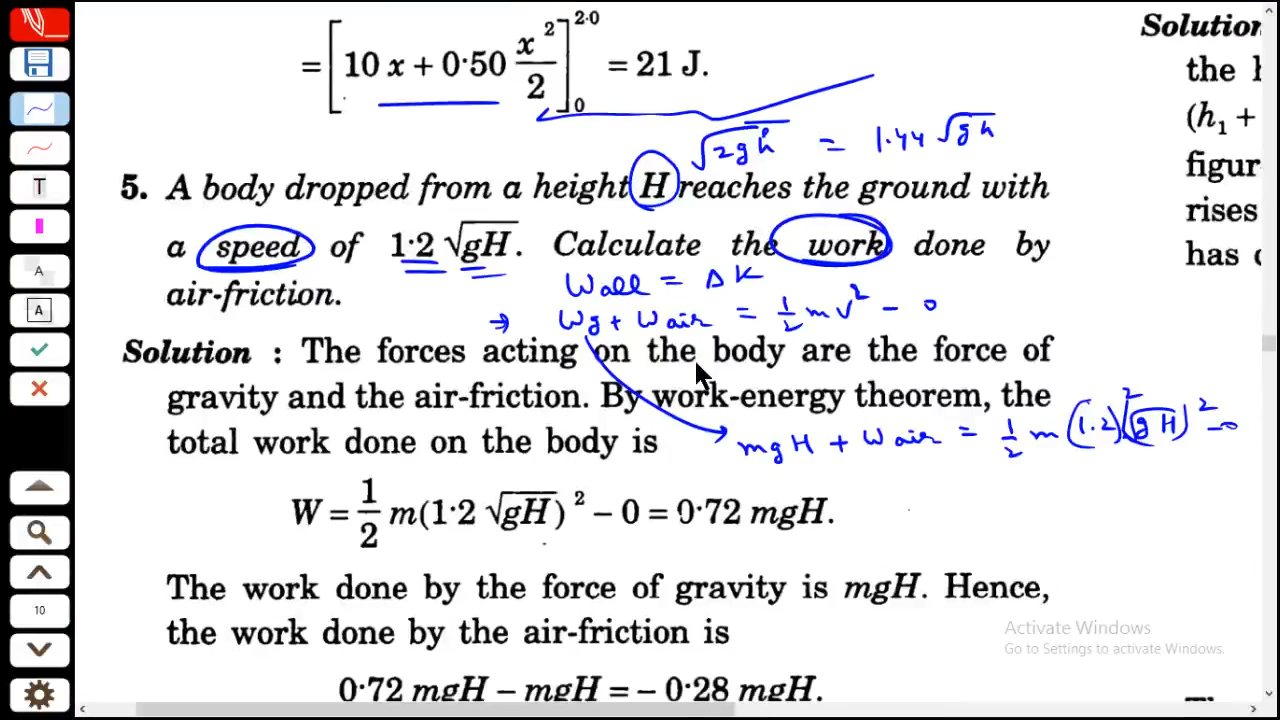 = [10 x + 0·50 x²/2]₀^2·0 = 21 J.
√2gh = 1.44 √gh
5. A body dropped from a height H reaches the ground with
a speed of 1·2 √gH. Calculate the work done by
air-friction.
Wall = Δ K
→ Wg + Wair = 1/2 m v² − 0
Solution : The forces acting on the body are the force of
gravity and the air-friction. By work-energy theorem, the
total work done on the body is
mgH + Wair = 1/2 m (1.2)² (√gH)² − 0
W = 1/2 m(1·2 √gH)² − 0 = 0·72 mgH.
The work done by the force of gravity is mgH. Hence,
the work done by the air-friction is
0·72 mgH − mgH = − 0·28 mgH.
Solution
the h
(h₁ +
figur
rises
has c
T
A
A
10
Activate Windows
Go to Settings to activate Windows.